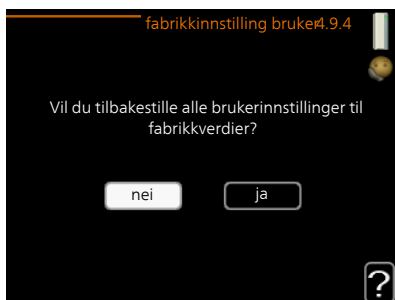 fabrikkinnstilling bruker4.9.4
Vil du tilbakestille alle brukerinnstillinger til
fabrikkverdier?
nei
ja
?